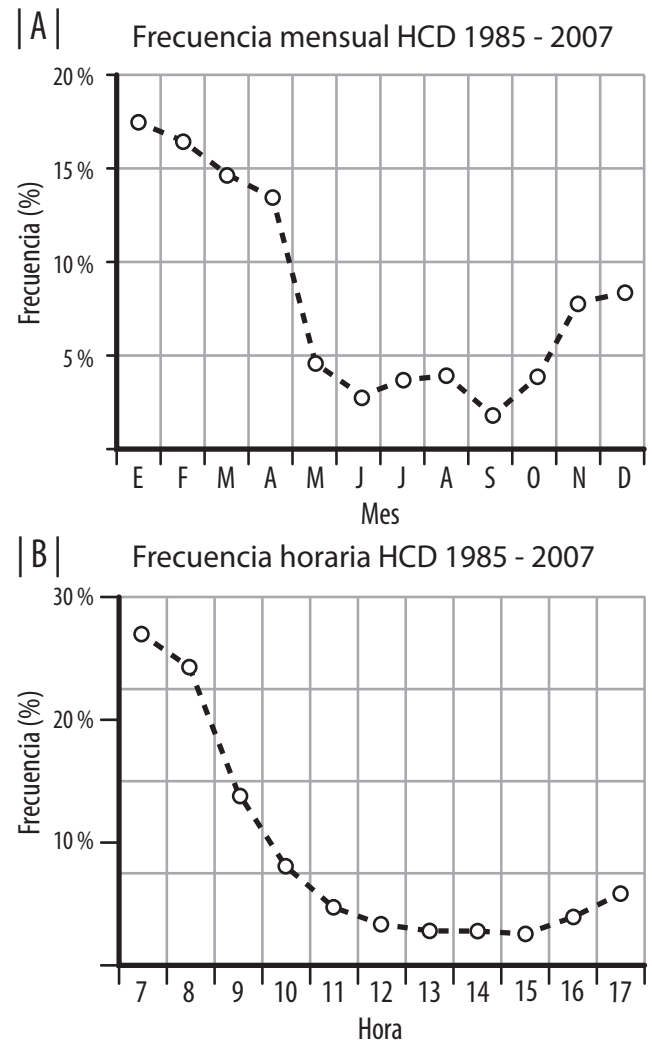 |A|
Frecuencia mensual HCD 1985 - 2007
20 %
15 %
10 %
5 %
Frecuencia (%)
E F M A M J J A S O N D
Mes
|B|
Frecuencia horaria HCD 1985 - 2007
30 %
20 %
10 %
Frecuencia (%)
7 8 9 10 11 12 13 14 15 16 17
Hora